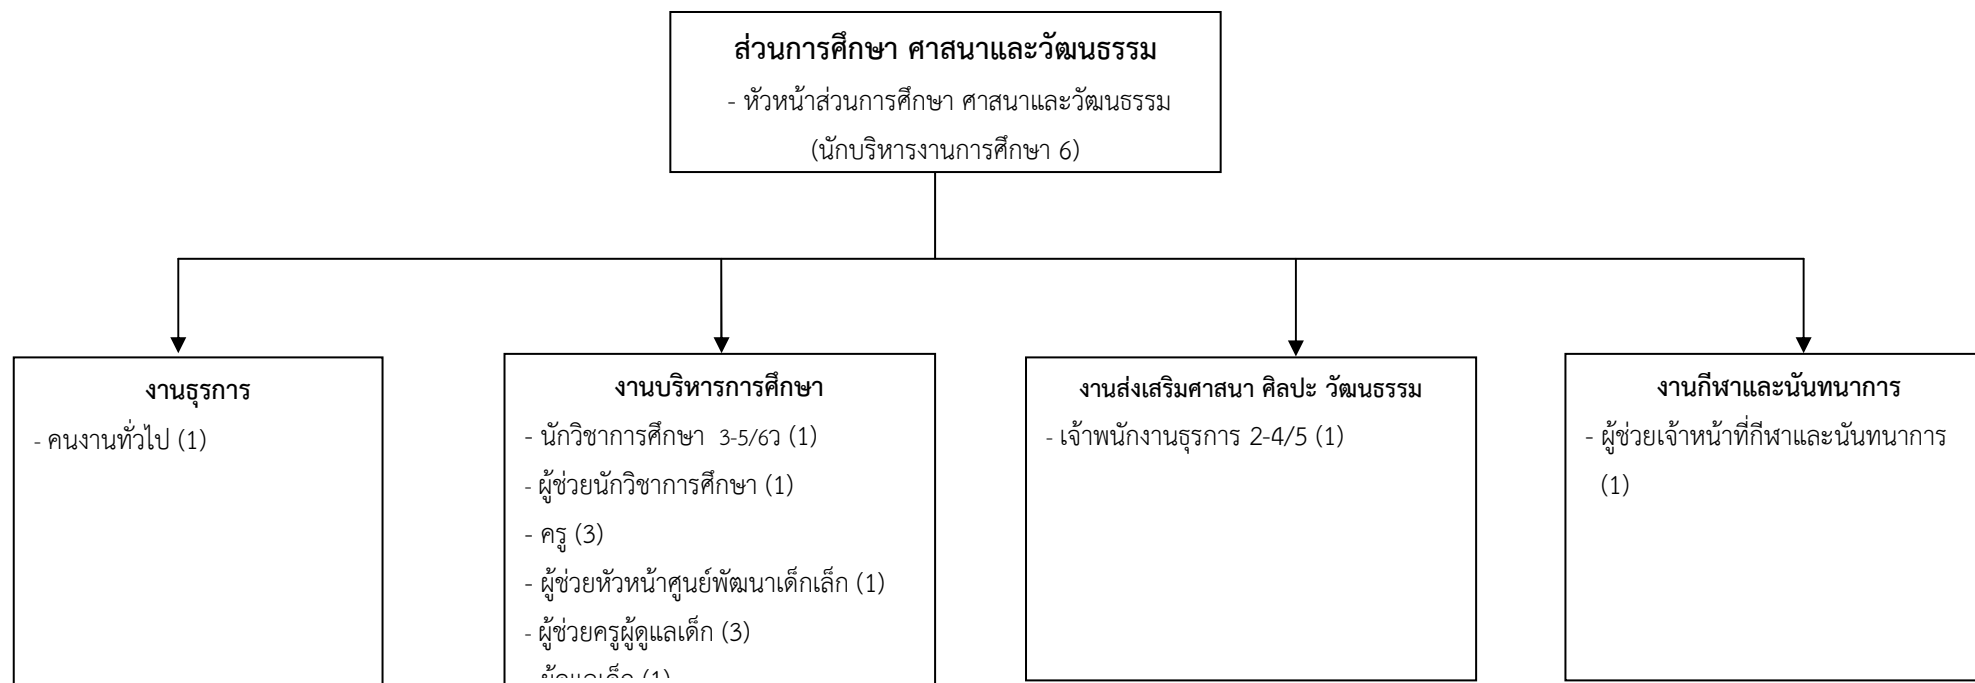 ส่วนการศึกษา ศาสนาและวัฒนธรรม
- หัวหน้าส่วนการศึกษา ศาสนาและวัฒนธรรม
(นักบริหารงานการศึกษา 6)
งานธุรการ
- คนงานทั่วไป (1)
งานบริหารการศึกษา
- นักวิชาการศึกษา 3-5/6ว (1)
- ผู้ช่วยนักวิชาการศึกษา (1)
- ครู (3)
- ผู้ช่วยหัวหน้าศูนย์พัฒนาเด็กเล็ก (1)
- ผู้ช่วยครูผู้ดูแลเด็ก (3)
- ผู้ดูแลเด็ก (1)
งานส่งเสริมศาสนา ศิลปะ วัฒนธรรม
- เจ้าพนักงานธุรการ 2-4/5 (1)
งานกีฬาและนันทนาการ
- ผู้ช่วยเจ้าหน้าที่กีฬาและนันทนาการ
(1)